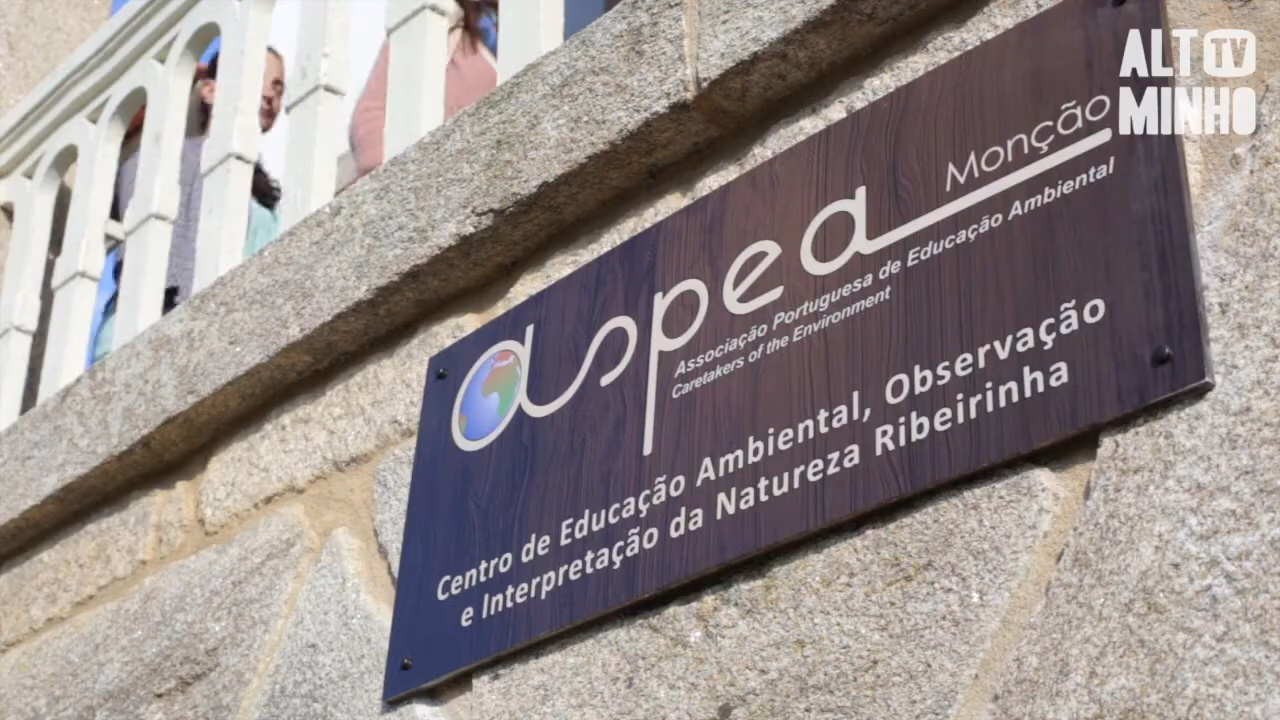 ALT TV
MINHO
aspea Monção
Associação Portuguesa de Educação Ambiental
Caretakers of the Environment
Centro de Educação Ambiental, Observação
e Interpretação da Natureza Ribeirinha